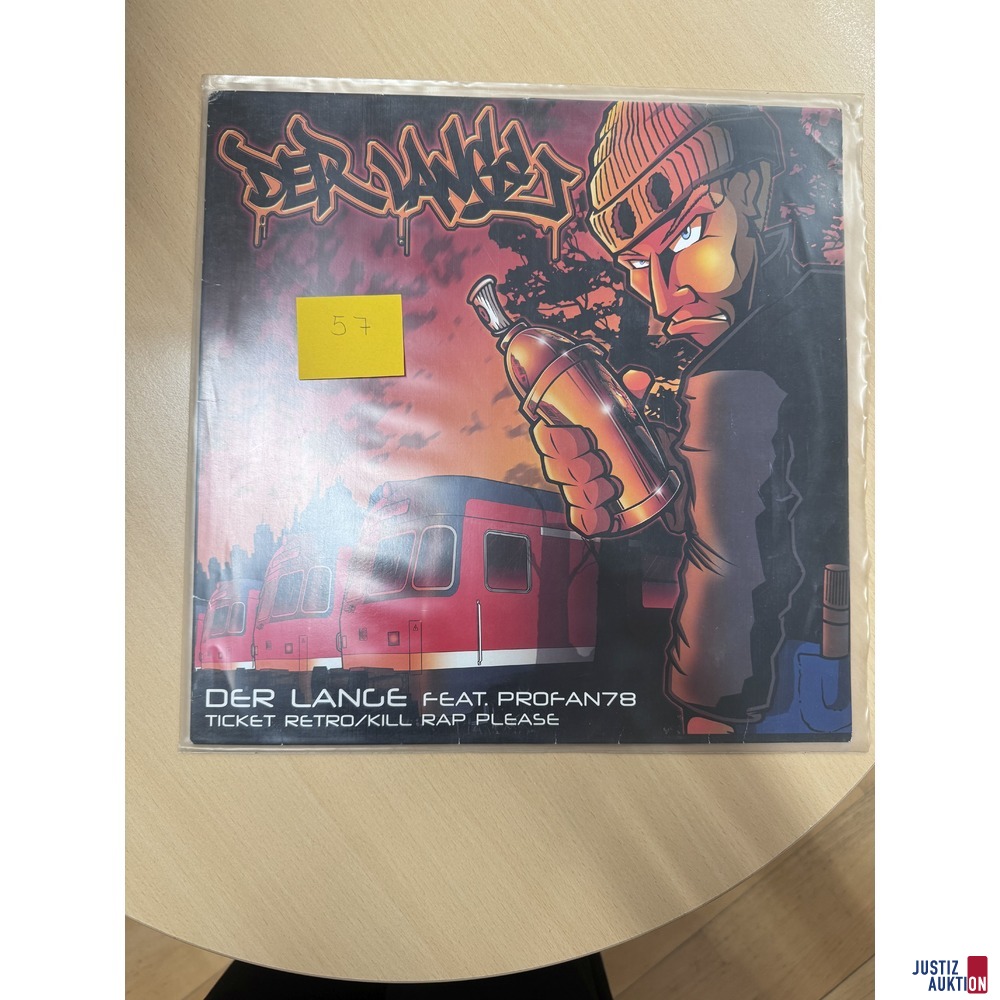 DER LANGE
57
DER LANGE FEAT. PROFAN78
TICKET RETRO/KILL RAP PLEASE
JUSTIZ
AUKTION